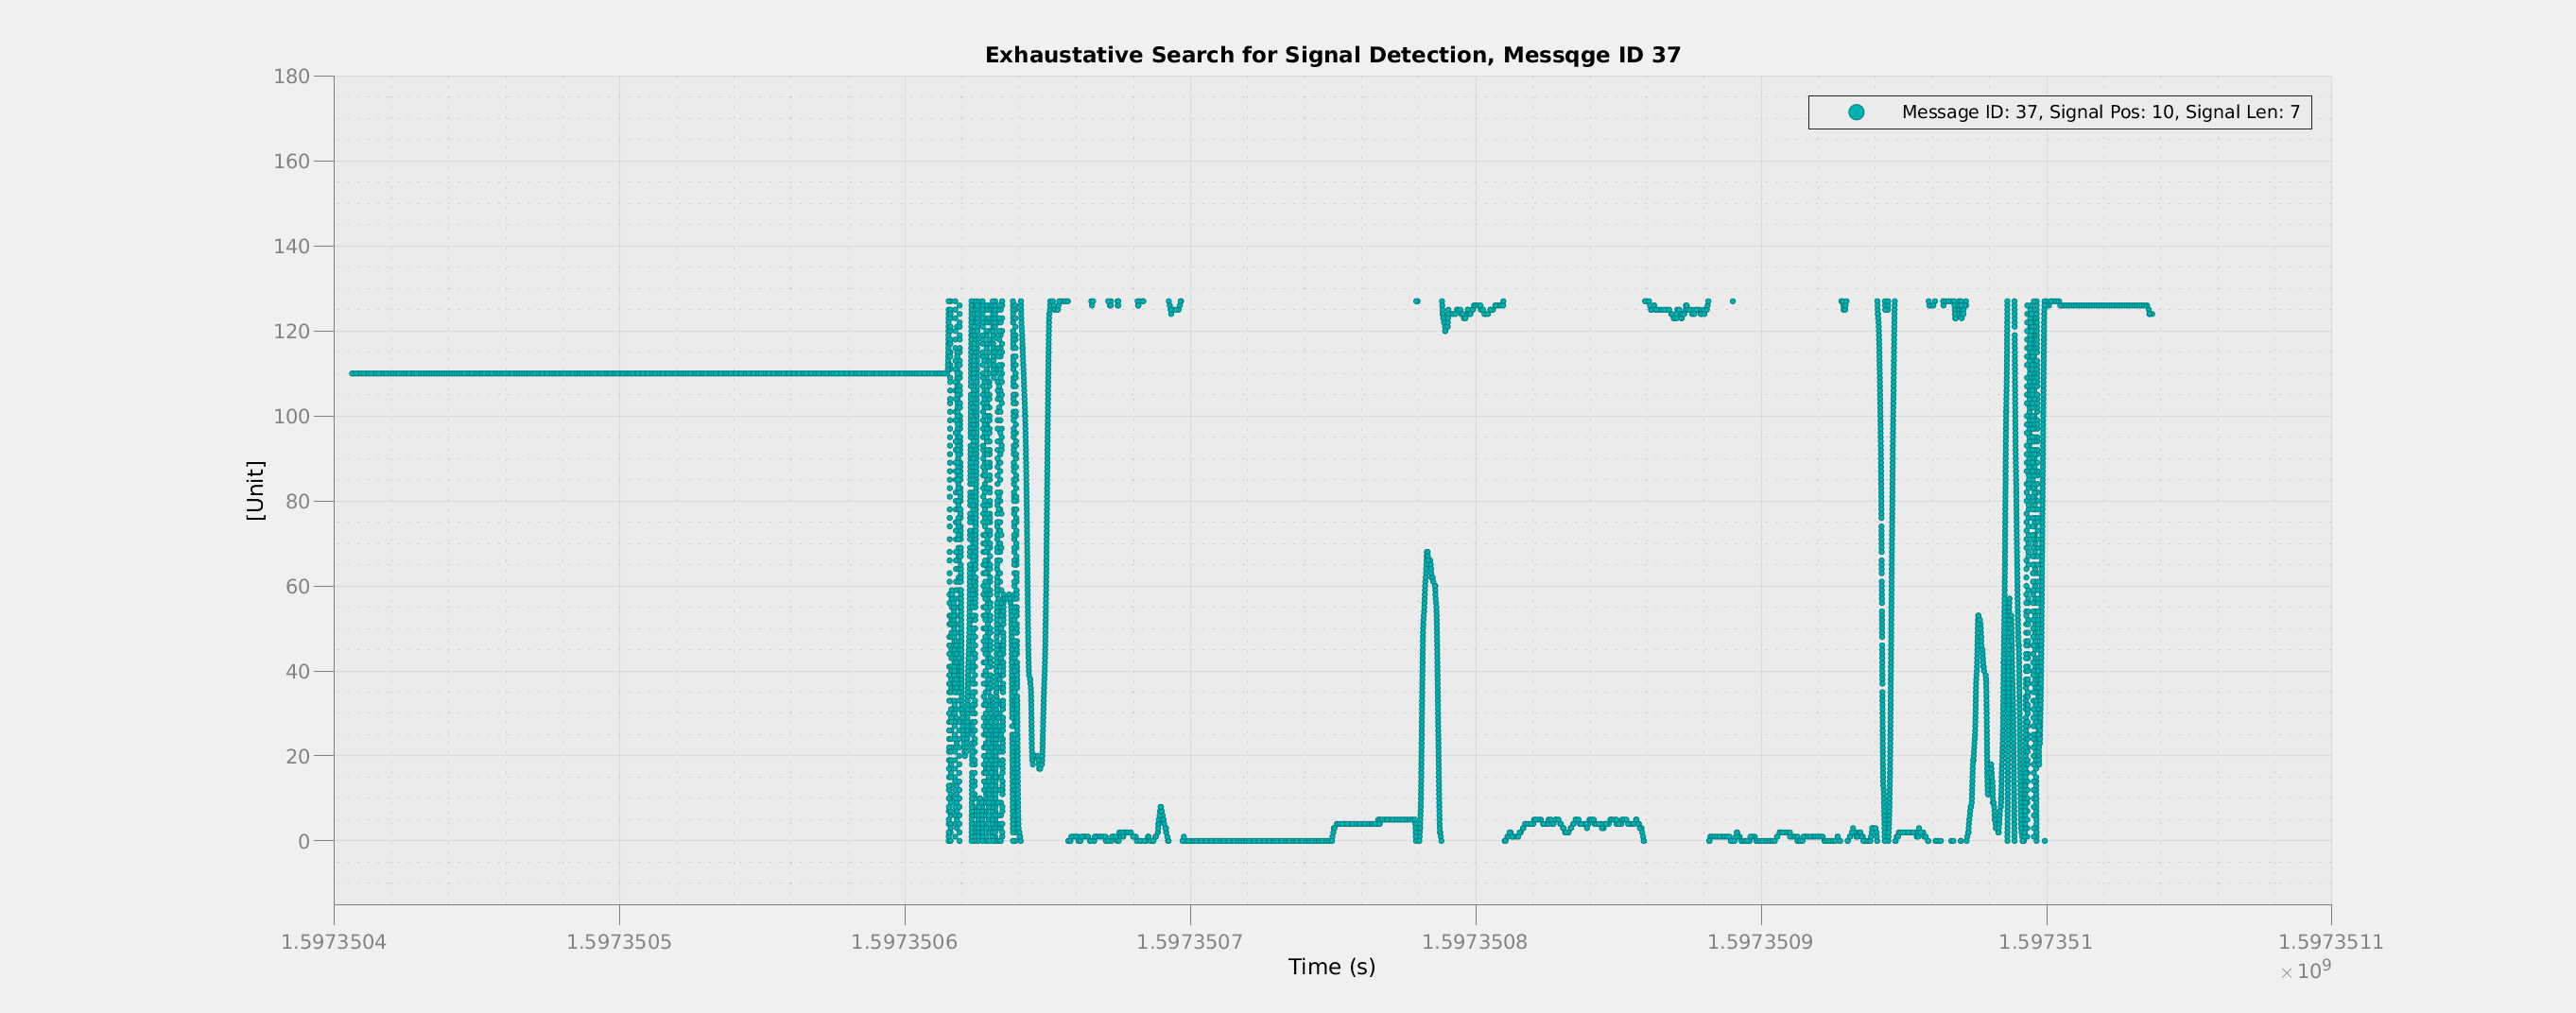 Exhaustative Search for Signal Detection, Messqge ID 37
180
160
140
120
100
80
60
40
20
0
[Unit]
Message ID: 37, Signal Pos: 10, Signal Len: 7
1.5973504 1.5973505 1.5973506 1.5973507 1.5973508 1.5973509 1.597351 1.5973511
Time (s)
× 10⁹